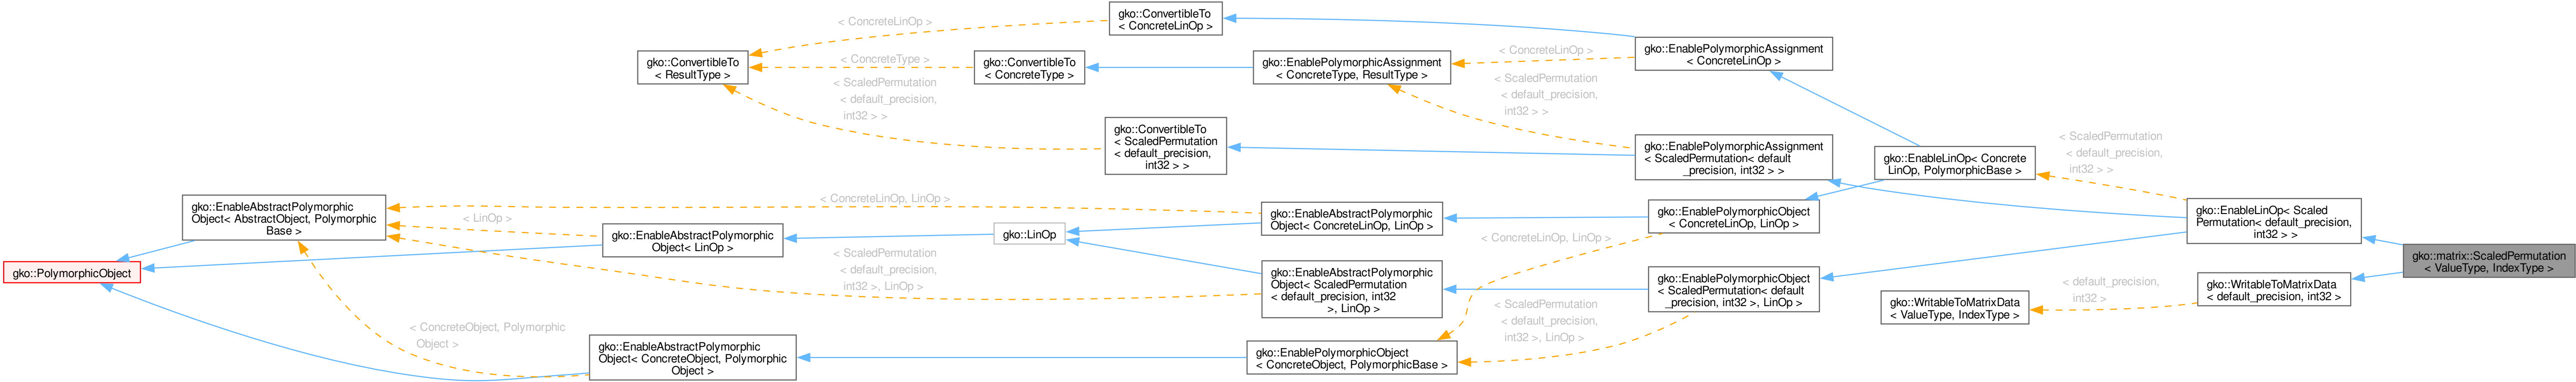 gko::PolymorphicObject
gko::EnableAbstractPolymorphic
Object< AbstractObject, Polymorphic
Base >
< ConcreteObject, Polymorphic
Object >
< LinOp >
gko::EnableAbstractPolymorphic
Object< LinOp >
gko::EnableAbstractPolymorphic
Object< ConcreteObject, Polymorphic
Object >
gko::ConvertibleTo
< ResultType >
< ConcreteLinOp >
< ConcreteType >
< ScaledPermutation
< default_precision,
int32 > >
< ConcreteLinOp, LinOp >
< ScaledPermutation
< default_precision,
int32 >, LinOp >
gko::ConvertibleTo
< ConcreteLinOp >
gko::ConvertibleTo
< ConcreteType >
gko::ConvertibleTo
< ScaledPermutation
< default_precision,
int32 > >
gko::LinOp
gko::EnablePolymorphicAssignment
< ConcreteType, ResultType >
gko::EnableAbstractPolymorphic
Object< ConcreteLinOp, LinOp >
gko::EnableAbstractPolymorphic
Object< ScaledPermutation
< default_precision, int32
>, LinOp >
gko::EnablePolymorphicObject
< ConcreteObject, PolymorphicBase >
< ConcreteLinOp >
< ScaledPermutation
< default_precision,
int32 > >
< ConcreteLinOp, LinOp >
< ScaledPermutation
< default_precision,
int32 >, LinOp >
gko::EnablePolymorphicAssignment
< ConcreteLinOp >
gko::EnablePolymorphicAssignment
< ScaledPermutation< default
_precision, int32 > >
gko::EnablePolymorphicObject
< ConcreteLinOp, LinOp >
gko::EnablePolymorphicObject
< ScaledPermutation< default
_precision, int32 >, LinOp >
gko::EnableLinOp< Concrete
LinOp, PolymorphicBase >
gko::WritableToMatrixData
< ValueType, IndexType >
< ScaledPermutation
< default_precision,
int32 > >
< default_precision,
int32 >
gko::EnableLinOp< Scaled
Permutation< default_precision,
int32 > >
gko::WritableToMatrixData
< default_precision, int32 >
gko::matrix::ScaledPermutation
< ValueType, IndexType >